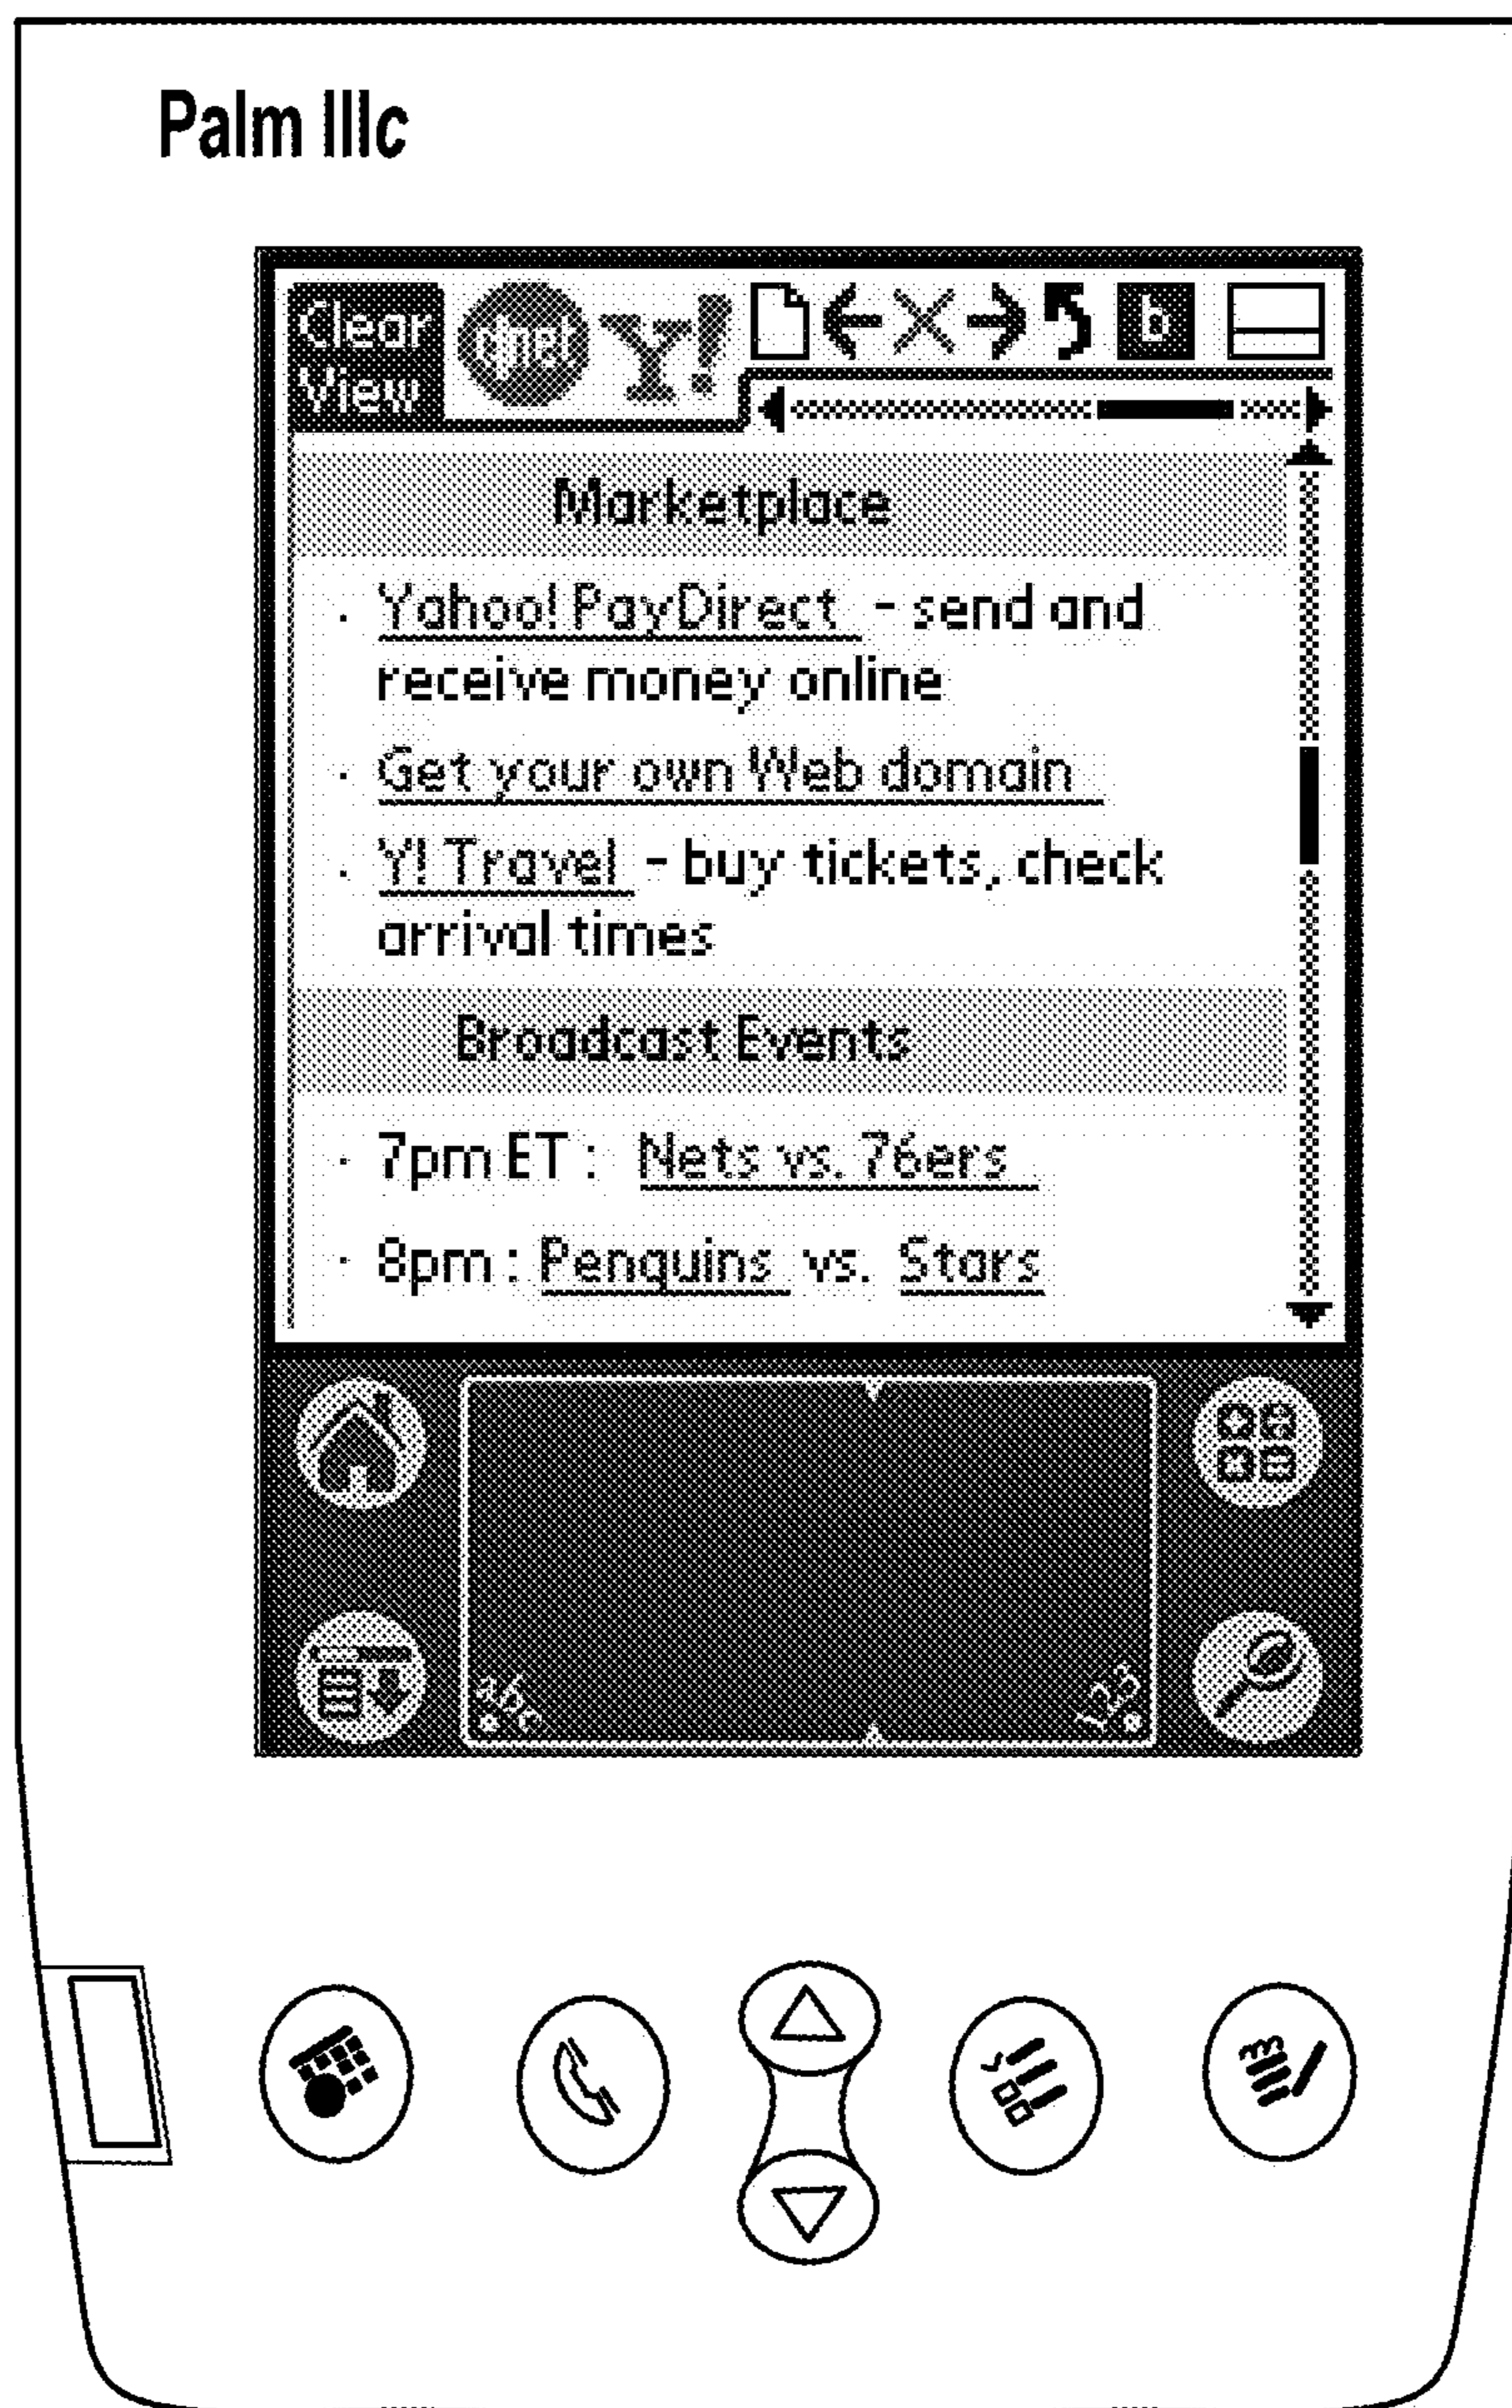 Palm IIIc
Clear
View
c|net Y! b
Marketplace
· Yahoo! PayDirect - send and
receive money online
· Get your own Web domain
· Y! Travel - buy tickets, check
arrival times
Broadcast Events
· 7pm ET : Nets vs. 76ers
· 8pm : Penguins vs. Stars
abc 123